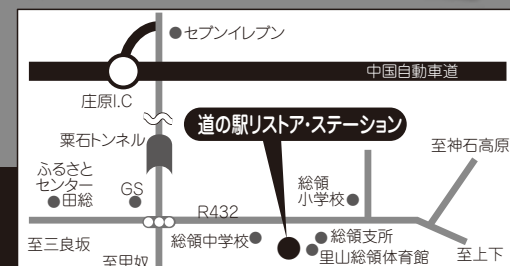 セブンイレブン
中国自動車道
庄原I.C
道の駅リストア・ステーション
粟石トンネル
至神石高原
ふるさと
センター
田総
GS
総領
小学校
R432
総領中学校
総領支所
里山総領体育館
至三良坂
至甲奴
至上下